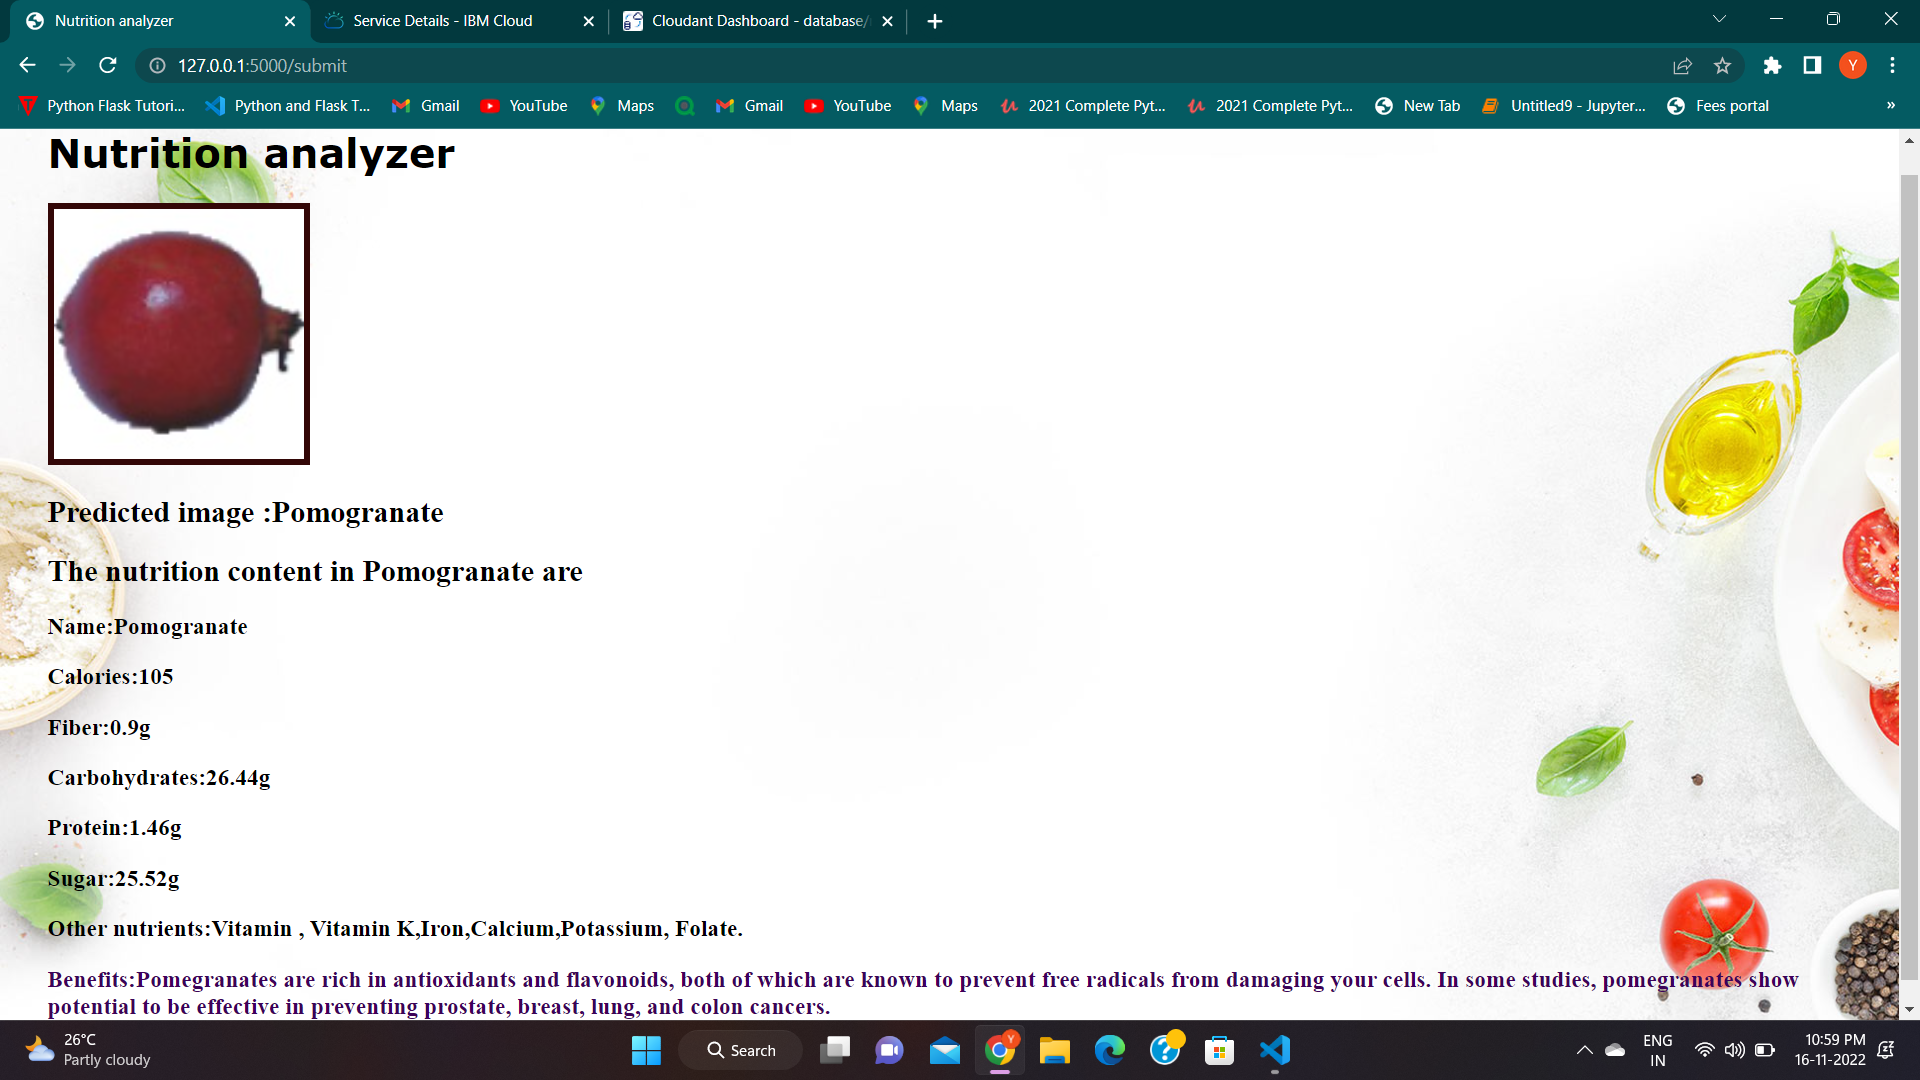 Nutrition analyzer
Service Details - IBM Cloud
Cloudant Dashboard - database/
127.0.0.1:5000/submit
Y
Python Flask Tutori...
Python and Flask T...
Gmail
YouTube
Maps
Gmail
YouTube
Maps
2021 Complete Pyt...
2021 Complete Pyt...
New Tab
Untitled9 - Jupyter...
Fees portal
»
Nutrition analyzer
Predicted image :Pomogranate
The nutrition content in Pomogranate are
Name:Pomogranate
Calories:105
Fiber:0.9g
Carbohydrates:26.44g
Protein:1.46g
Sugar:25.52g
Other nutrients:Vitamin , Vitamin K,Iron,Calcium,Potassium, Folate.
Benefits:Pomegranates are rich in antioxidants and flavonoids, both of which are known to prevent free radicals from damaging your cells. In some studies, pomegranates show
potential to be effective in preventing prostate, breast, lung, and colon cancers.
26°C
Partly cloudy
Search
Y
ENG
IN
10:59 PM
16-11-2022